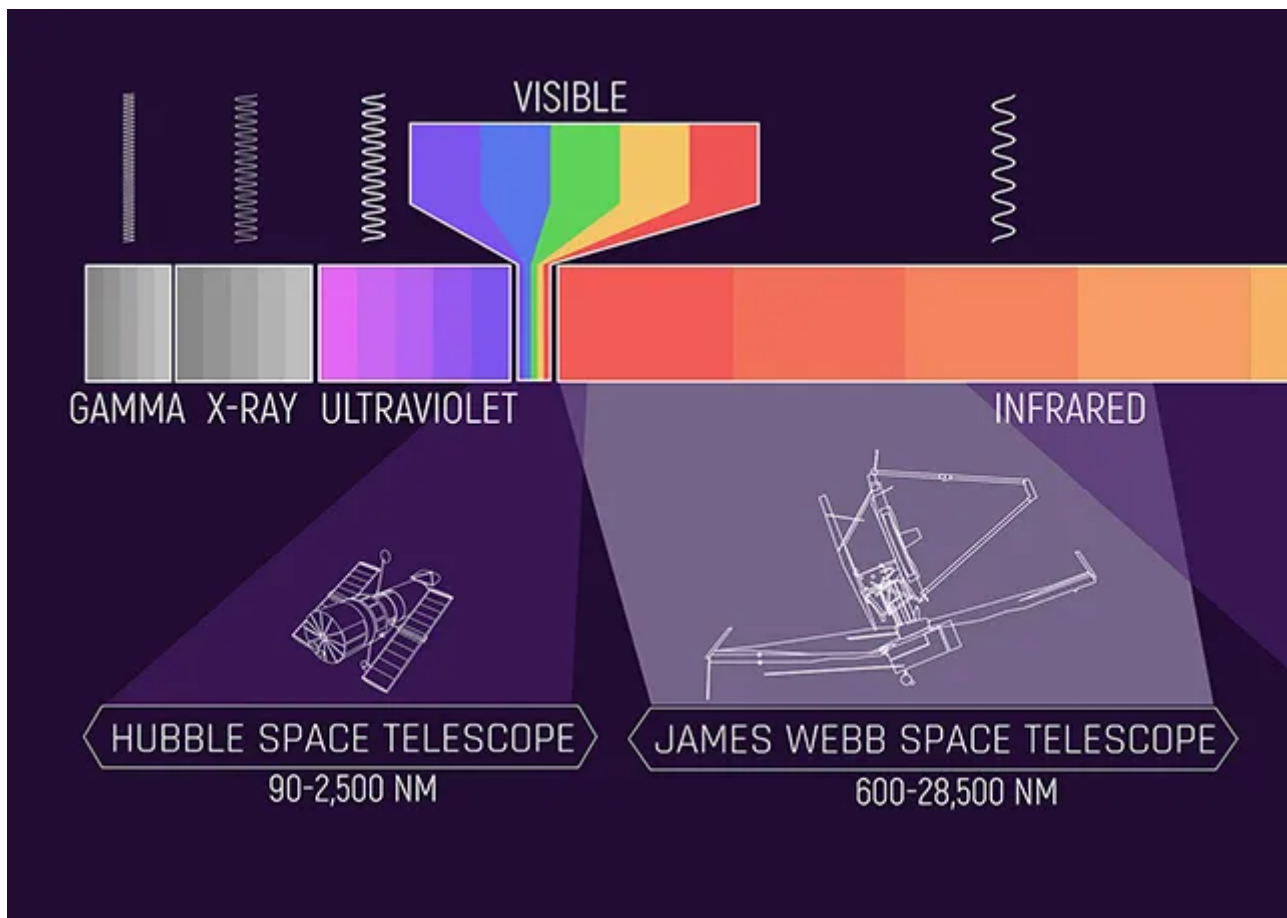 VISIBLE
GAMMA X-RAY ULTRAVIOLET INFRARED
HUBBLE SPACE TELESCOPE
90-2,500 NM
JAMES WEBB SPACE TELESCOPE
600-28,500 NM